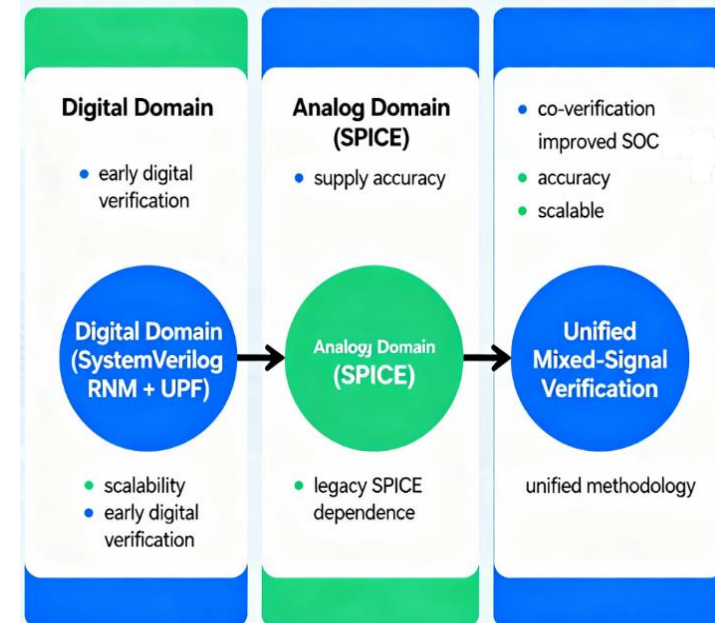 Digital Domain
early digital
verification
Digital Domain
(SystemVerilog
RNM + UPF)
scalability
early digital
verification
Analog Domain
(SPICE)
supply accuracy
Analogy Domain
(SPICE)
legacy SPICE
dependence
co-verification
improved SOC
accuracy
scalable
Unified
Mixed-Signal
Verification
unified methodology